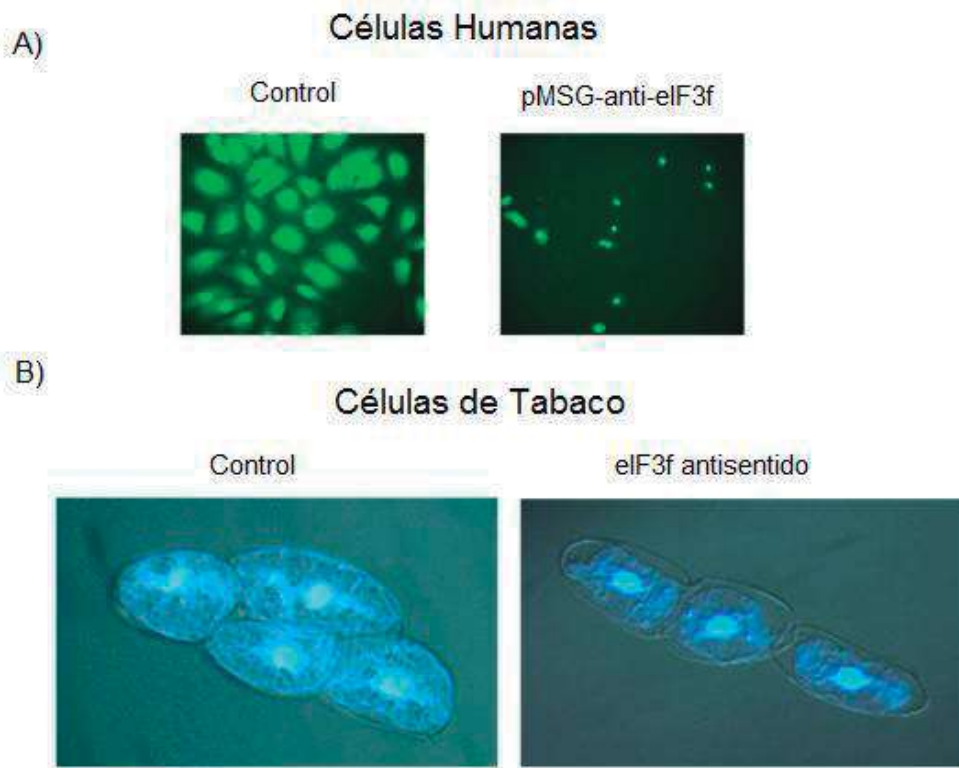 A)
Células Humanas
Control
pMSG-anti-eIF3f
B)
Células de Tabaco
Control
eIF3f antisentido